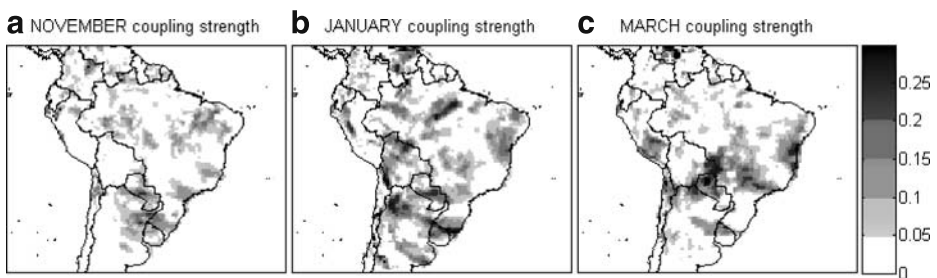 a NOVEMBER coupling strength
b JANUARY coupling strength
c MARCH coupling strength
0.25
0.2
0.15
0.1
0.05
0